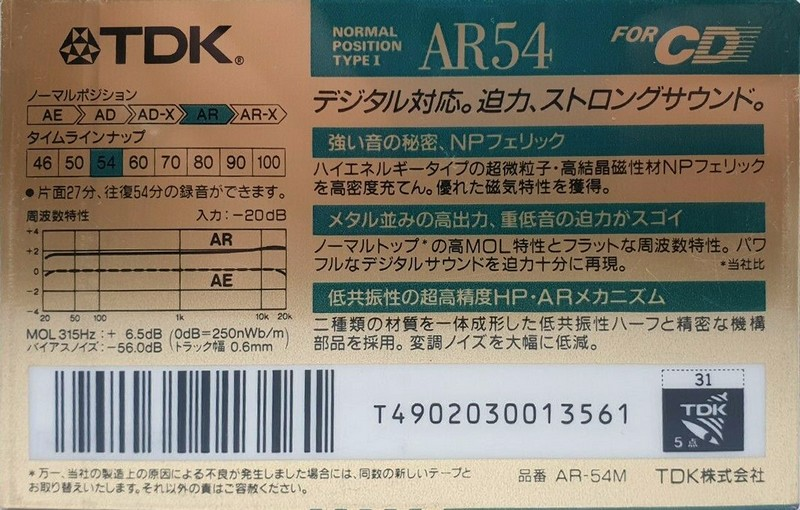 TDK®
NORMAL
POSITION
TYPE I
AR54
FOR CD
ノーマルポジション
AE AD AD-X AR AR-X
タイムラインナップ
46 50 54 60 70 80 90 100
●片面27分、往復54分の録音ができます。
周波数特性 入力:−20dB
+4
+2
0
−2
−4
AR
AE
20 50 100 1k 10k 20k
MOL315Hz:+ 6.5dB (0dB=250nWb/m)
バイアスノイズ:−56.0dB (トラック幅 0.6mm)
デジタル対応。迫力、ストロングサウンド。
強い音の秘密、NPフェリック
ハイエネルギータイプの超微粒子・高結晶磁性材NPフェリック
を高密度充てん。優れた磁気特性を獲得。
メタル並みの高出力、重低音の迫力がスゴイ
ノーマルトップ*の高MOL特性とフラットな周波数特性。パワ
フルなデジタルサウンドを迫力十分に再現。 *当社比
低共振性の超高精度HP・ARメカニズム
二種類の材質を一体成形した低共振性ハーフと精密な機構
部品を採用。変調ノイズを大幅に低減。
T4902030013561
31
TDK
5点
*万一、当社の製造上の原因による不良が発生しました場合には、同数の新しいテープと
お取り替えいたします。それ以外の責はご容赦ください。
品番 AR-54M TDK株式会社